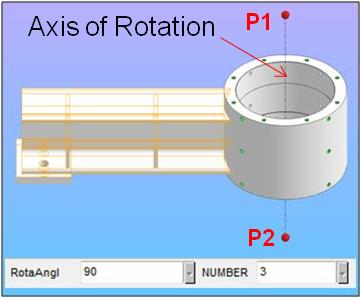 P1
Axis of Rotation
P2
RotaAngl 90 NUMBER 3